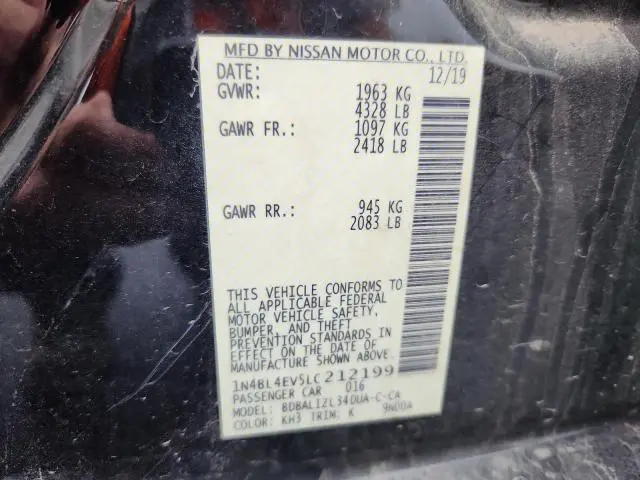 MFD BY NISSAN MOTOR CO., LTD.
DATE: 12/19
GVWR: 1963 KG
4328 LB
GAWR FR.: 1097 KG
2418 LB
GAWR RR.: 945 KG
2083 LB
THIS VEHICLE CONFORMS TO
ALL APPLICABLE FEDERAL
MOTOR VEHICLE SAFETY,
BUMPER, AND THEFT
PREVENTION STANDARDS IN
EFFECT ON THE DATE OF
MANUFACTURE SHOWN ABOVE.
1N4BL4EV5LC212199
PASSENGER CAR 016
MODEL: BDBALIZL34DUA-C-CA
COLOR: KH3 TRIM: K 9N00A